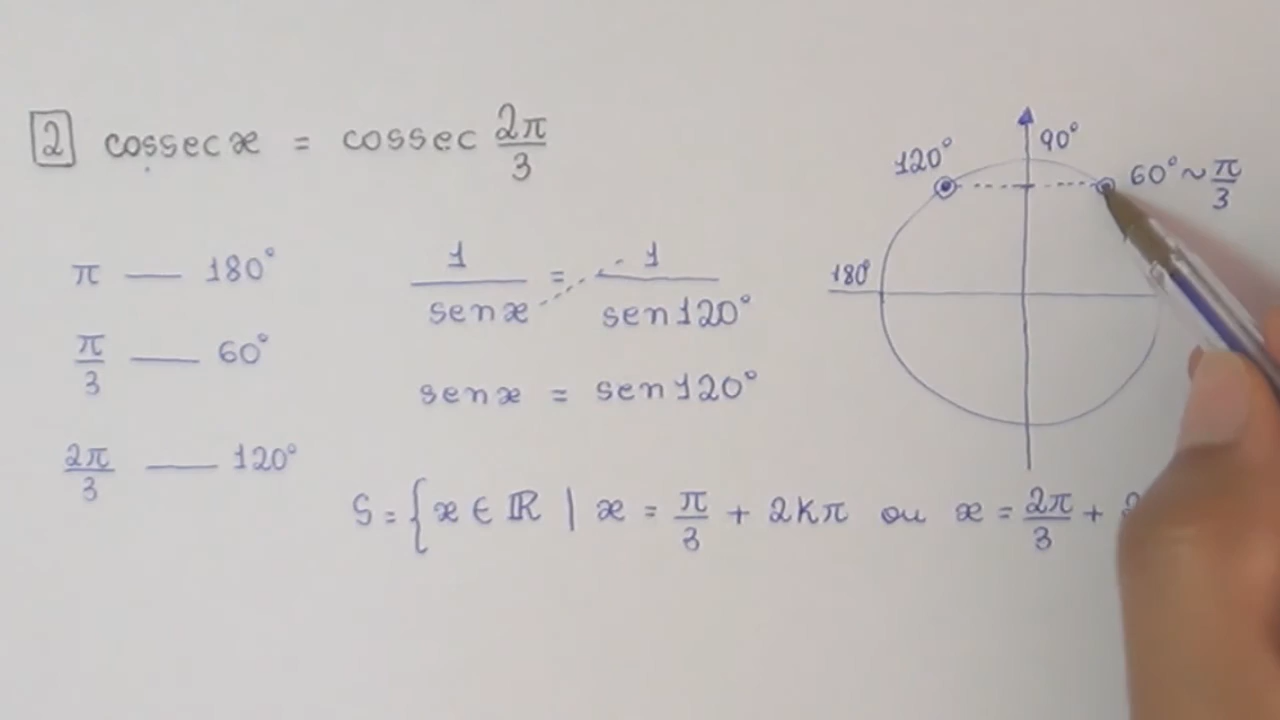 2 cossec x = cossec 2π/3
π — 180°
π/3 — 60°
2π/3 — 120°
1/sen x = 1/sen 120°
sen x = sen 120°
S = { x ∈ ℝ | x = π/3 + 2kπ ou x = 2π/3 +
90°
120°
60° ~ π/3
180°